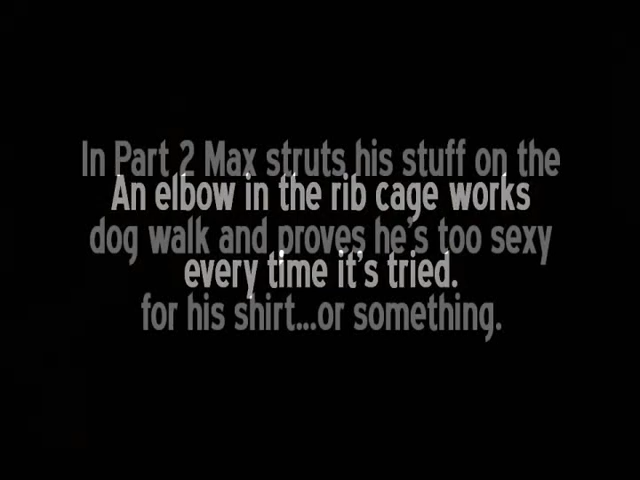 In Part 2 Max struts his stuff on the
An elbow in the rib cage works
dog walk and proves he's too sexy
every time it's tried.
for his shirt...or something.